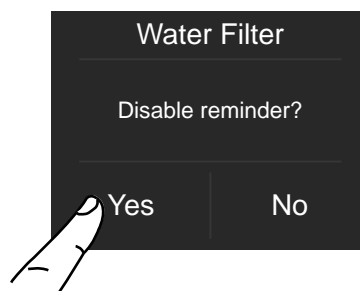 Water Filter
Disable reminder?
Yes No